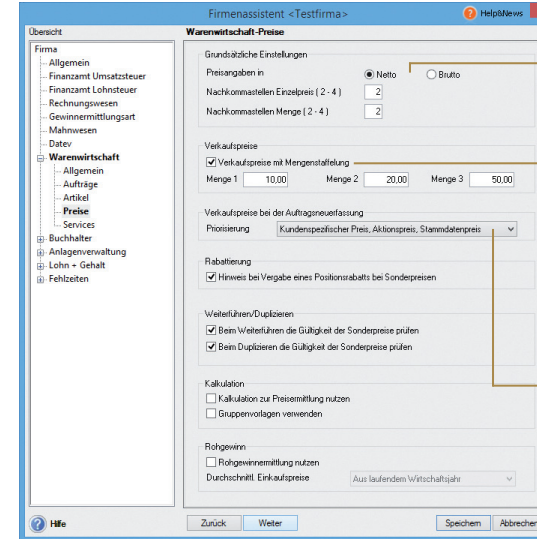 Firmenassistent <Testfirma>
Help&News
Übersicht
Firma
Allgemein
Finanzamt Umsatzsteuer
Finanzamt Lohnsteuer
Rechnungswesen
Gewinnermittlungsart
Mahnwesen
Datev
Warenwirtschaft
Allgemein
Aufträge
Artikel
Preise
Services
Buchhalter
Anlagenverwaltung
Lohn + Gehalt
Fehlzeiten
Warenwirtschaft-Preise
Grundsätzliche Einstellungen
Preisangaben in Netto Brutto
Nachkommastellen Einzelpreis ( 2 - 4 ) 2
Nachkommastellen Menge ( 2 - 4 ) 2
Verkaufspreise
Verkaufspreise mit Mengenstaffelung
Menge 1 10,00 Menge 2 20,00 Menge 3 50,00
Verkaufspreise bei der Auftragsneuerfassung
Priorisierung Kundenspezifischer Preis, Aktionspreis, Stammdatenpreis
Rabattierung
Hinweis bei Vergabe eines Positionsrabatts bei Sonderpreisen
Weiterführen/Duplizieren
Beim Weiterführen die Gültigkeit der Sonderpreise prüfen
Beim Duplizieren die Gültigkeit der Sonderpreise prüfen
Kalkulation
Kalkulation zur Preisermittlung nutzen
Gruppenvorlagen verwenden
Rohgewinn
Rohgewinnermittlung nutzen
Durchschnittl. Einkaufspreise Aus laufendem Wirtschaftsjahr
Hilfe Zurück Weiter Speichern Abbrechen